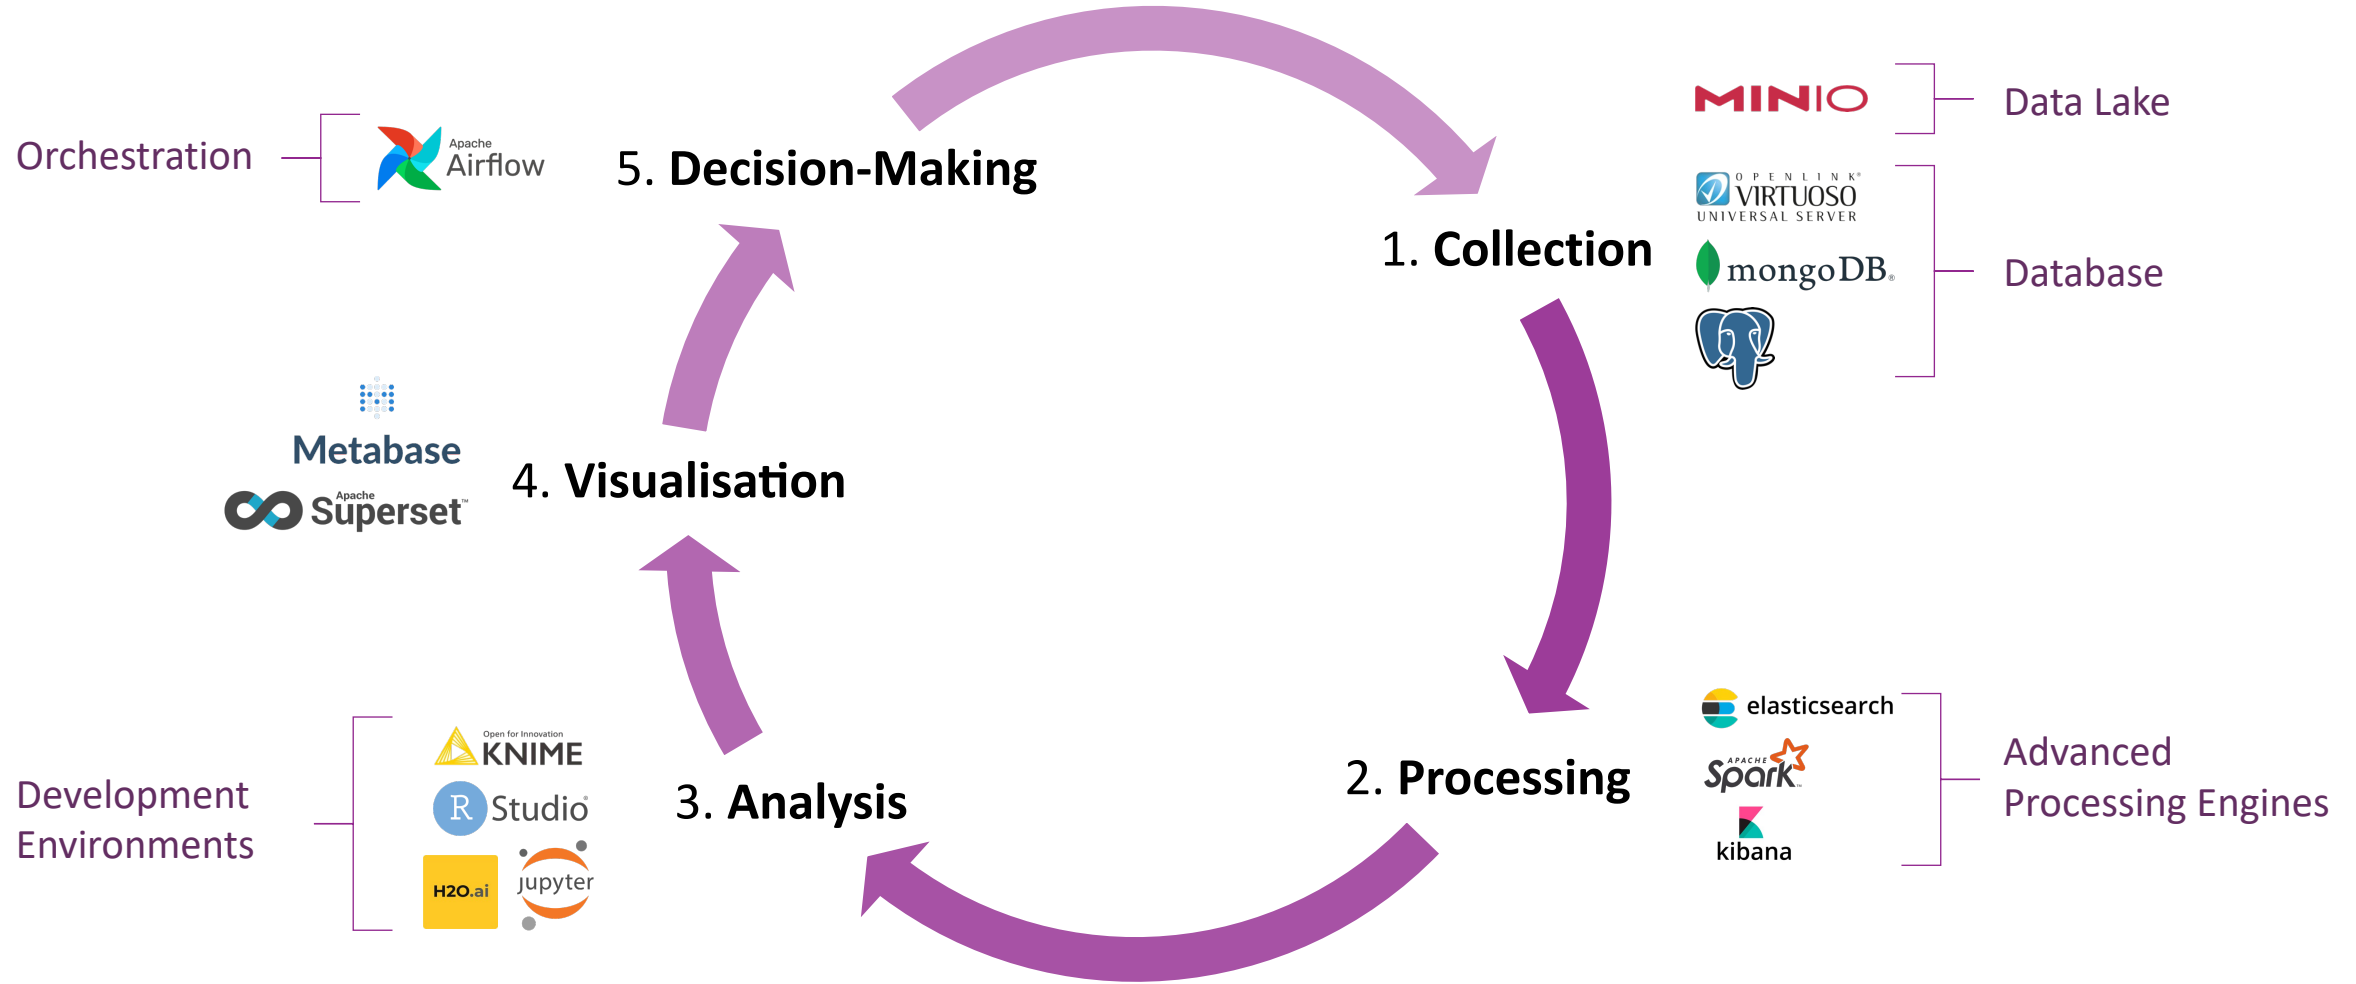 Orchestration
Apache
Airflow
5. Decision-Making
MINIO
Data Lake
OPENLINK®
VIRTUOSO
UNIVERSAL SERVER
1. Collection
mongoDB®
Database
Metabase
Apache
Superset™
4. Visualisation
elasticsearch
APACHE
Spark™
kibana
2. Processing
Advanced
Processing Engines
Development
Environments
Open for Innovation
KNIME
R Studio®
H2O.ai
jupyter
3. Analysis